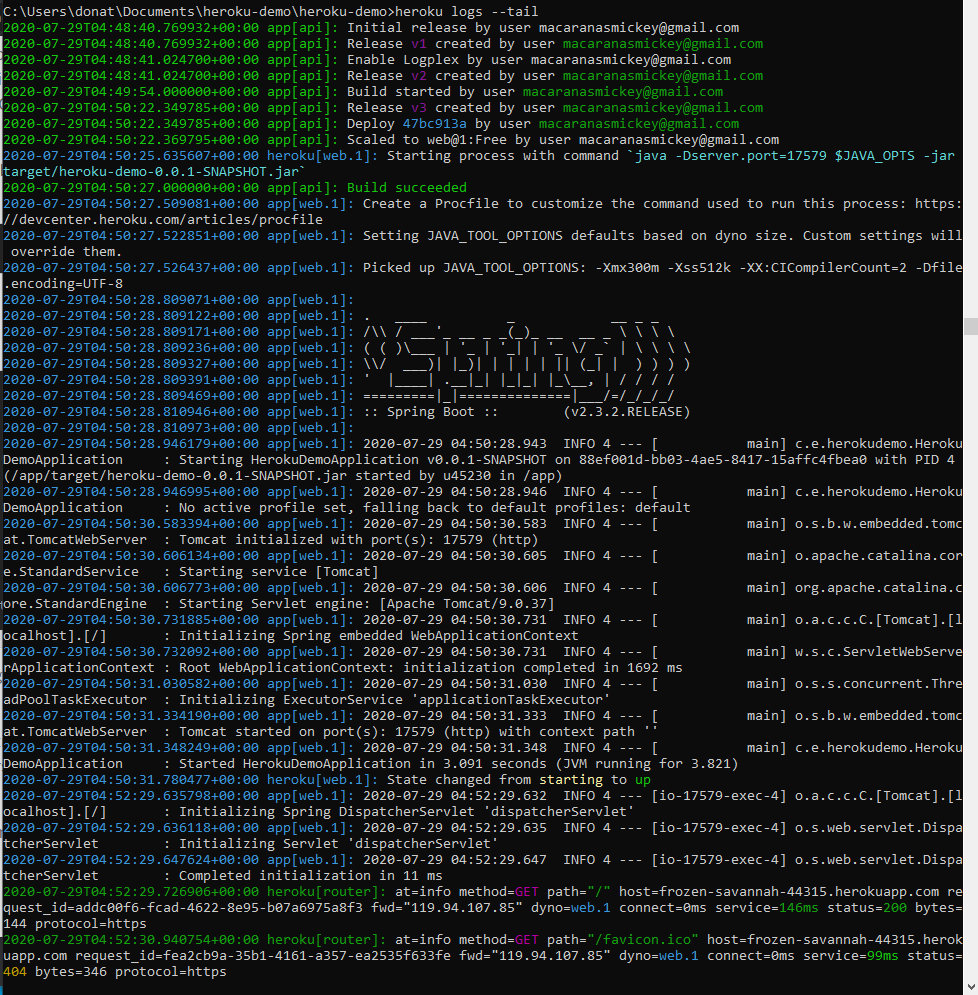 C:\Users\donat\Documents\heroku-demo\heroku-demo>heroku logs --tail
2020-07-29T04:48:40.769932+00:00 app[api]: Initial release by user macaranasmickey@gmail.com
2020-07-29T04:48:40.769932+00:00 app[api]: Release v1 created by user macaranasmickey@gmail.com
2020-07-29T04:48:41.024700+00:00 app[api]: Enable Logplex by user macaranasmickey@gmail.com
2020-07-29T04:48:41.024700+00:00 app[api]: Release v2 created by user macaranasmickey@gmail.com
2020-07-29T04:49:54.000000+00:00 app[api]: Build started by user macaranasmickey@gmail.com
2020-07-29T04:50:22.349785+00:00 app[api]: Release v3 created by user macaranasmickey@gmail.com
2020-07-29T04:50:22.349785+00:00 app[api]: Deploy 47bc913a by user macaranasmickey@gmail.com
2020-07-29T04:50:22.369795+00:00 app[api]: Scaled to web@1:Free by user macaranasmickey@gmail.com
2020-07-29T04:50:25.635607+00:00 heroku[web.1]: Starting process with command `java -Dserver.port=17579 $JAVA_OPTS -jar
target/heroku-demo-0.0.1-SNAPSHOT.jar`
2020-07-29T04:50:27.000000+00:00 app[api]: Build succeeded
2020-07-29T04:50:27.509081+00:00 app[web.1]: Create a Procfile to customize the command used to run this process: https:
//devcenter.heroku.com/articles/procfile
2020-07-29T04:50:27.522851+00:00 app[web.1]: Setting JAVA_TOOL_OPTIONS defaults based on dyno size. Custom settings will
 override them.
2020-07-29T04:50:27.526437+00:00 app[web.1]: Picked up JAVA_TOOL_OPTIONS: -Xmx300m -Xss512k -XX:CICompilerCount=2 -Dfile
.encoding=UTF-8
2020-07-29T04:50:28.809071+00:00 app[web.1]:
2020-07-29T04:50:28.809122+00:00 app[web.1]: .   ____          _            __ _ _
2020-07-29T04:50:28.809171+00:00 app[web.1]: /\\ / ___'_ __ _ _(_)_ __  __ _ \ \ \ \
2020-07-29T04:50:28.809236+00:00 app[web.1]: ( ( )\___ | '_ | '_| | '_ \/ _` | \ \ \ \
2020-07-29T04:50:28.809327+00:00 app[web.1]: \\/  ___)| |_)| | | | | || (_| |  ) ) ) )
2020-07-29T04:50:28.809391+00:00 app[web.1]: '  |____| .__|_| |_|_| |_\__, | / / / /
2020-07-29T04:50:28.809469+00:00 app[web.1]: =========|_|==============|___/=/_/_/_/
2020-07-29T04:50:28.810946+00:00 app[web.1]: :: Spring Boot ::        (v2.3.2.RELEASE)
2020-07-29T04:50:28.810973+00:00 app[web.1]:
2020-07-29T04:50:28.946179+00:00 app[web.1]: 2020-07-29 04:50:28.943  INFO 4 --- [           main] c.e.herokudemo.Heroku
DemoApplication     : Starting HerokuDemoApplication v0.0.1-SNAPSHOT on 88ef001d-bb03-4ae5-8417-15affc4fbea0 with PID 4
(/app/target/heroku-demo-0.0.1-SNAPSHOT.jar started by u45230 in /app)
2020-07-29T04:50:28.946995+00:00 app[web.1]: 2020-07-29 04:50:28.946  INFO 4 --- [           main] c.e.herokudemo.Heroku
DemoApplication     : No active profile set, falling back to default profiles: default
2020-07-29T04:50:30.583394+00:00 app[web.1]: 2020-07-29 04:50:30.583  INFO 4 --- [           main] o.s.b.w.embedded.tomc
at.TomcatWebServer  : Tomcat initialized with port(s): 17579 (http)
2020-07-29T04:50:30.606134+00:00 app[web.1]: 2020-07-29 04:50:30.605  INFO 4 --- [           main] o.apache.catalina.cor
e.StandardService   : Starting service [Tomcat]
2020-07-29T04:50:30.606773+00:00 app[web.1]: 2020-07-29 04:50:30.606  INFO 4 --- [           main] org.apache.catalina.c
ore.StandardEngine  : Starting Servlet engine: [Apache Tomcat/9.0.37]
2020-07-29T04:50:30.731885+00:00 app[web.1]: 2020-07-29 04:50:30.731  INFO 4 --- [           main] o.a.c.c.C.[Tomcat].[l
ocalhost].[/]       : Initializing Spring embedded WebApplicationContext
2020-07-29T04:50:30.732092+00:00 app[web.1]: 2020-07-29 04:50:30.731  INFO 4 --- [           main] w.s.c.ServletWebServe
rApplicationContext : Root WebApplicationContext: initialization completed in 1692 ms
2020-07-29T04:50:31.030582+00:00 app[web.1]: 2020-07-29 04:50:31.030  INFO 4 --- [           main] o.s.s.concurrent.Thre
adPoolTaskExecutor  : Initializing ExecutorService 'applicationTaskExecutor'
2020-07-29T04:50:31.334190+00:00 app[web.1]: 2020-07-29 04:50:31.333  INFO 4 --- [           main] o.s.b.w.embedded.tomc
at.TomcatWebServer  : Tomcat started on port(s): 17579 (http) with context path ''
2020-07-29T04:50:31.348249+00:00 app[web.1]: 2020-07-29 04:50:31.348  INFO 4 --- [           main] c.e.herokudemo.Heroku
DemoApplication     : Started HerokuDemoApplication in 3.091 seconds (JVM running for 3.821)
2020-07-29T04:50:31.780477+00:00 heroku[web.1]: State changed from starting to up
2020-07-29T04:52:29.635798+00:00 app[web.1]: 2020-07-29 04:52:29.632  INFO 4 --- [io-17579-exec-4] o.a.c.c.C.[Tomcat].[l
ocalhost].[/]       : Initializing Spring DispatcherServlet 'dispatcherServlet'
2020-07-29T04:52:29.636118+00:00 app[web.1]: 2020-07-29 04:52:29.635  INFO 4 --- [io-17579-exec-4] o.s.web.servlet.Dispa
tcherServlet        : Initializing Servlet 'dispatcherServlet'
2020-07-29T04:52:29.647624+00:00 app[web.1]: 2020-07-29 04:52:29.647  INFO 4 --- [io-17579-exec-4] o.s.web.servlet.Dispa
tcherServlet        : Completed initialization in 11 ms
2020-07-29T04:52:29.726906+00:00 heroku[router]: at=info method=GET path="/" host=frozen-savannah-44315.herokuapp.com re
quest_id=addc00f6-fcad-4622-8e95-b07a6975a8f3 fwd="119.94.107.85" dyno=web.1 connect=0ms service=146ms status=200 bytes=
144 protocol=https
2020-07-29T04:52:30.940754+00:00 heroku[router]: at=info method=GET path="/favicon.ico" host=frozen-savannah-44315.herok
uapp.com request_id=fea2cb9a-35b1-4161-a357-ea2535f633fe fwd="119.94.107.85" dyno=web.1 connect=0ms service=99ms status=
404 bytes=346 protocol=https